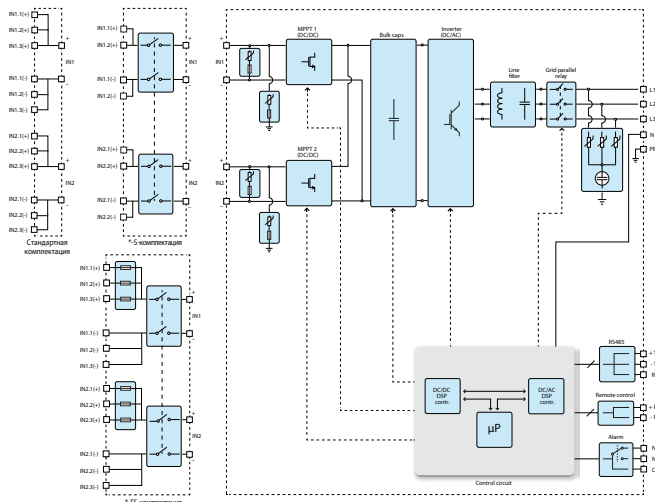 IN1.1(+)
IN1.2(+)
IN1.3(+)
+
IN1
IN1.1(-)
IN1.2(-)
IN1.3(-)
−
IN2.1(+)
IN2.2(+)
IN2.3(+)
+
IN2
IN2.1(-)
IN2.2(-)
IN2.3(-)
−
Стандартная
комплектация
IN1.1(+)
IN1.2(+)
+
IN1
IN1.1(-)
IN1.2(-)
−
IN2.1(+)
IN2.2(+)
+
IN2
IN2.1(-)
IN2.2(-)
−
*-S-комплектация
IN1.1(+)
IN1.2(+)
IN1.3(+)
+
IN1
IN1.1(-)
IN1.2(-)
IN1.3(-)
−
IN2.1(+)
IN2.2(+)
IN2.3(+)
+
IN2
IN2.1(-)
IN2.2(-)
IN2.3(-)
−
+
IN1
−
+
IN2
−
MPPT 1
(DC/DC)
MPPT 2
(DC/DC)
Bulk caps
Inverter
(DC/AC)
Line
filter
Grid parallel
relay
L1
L2
L3
N
PE
DC/DC
DSP
contr.
DC/AC
DSP
contr.
μP
Control circuit
RS485
Remote control
Alarm